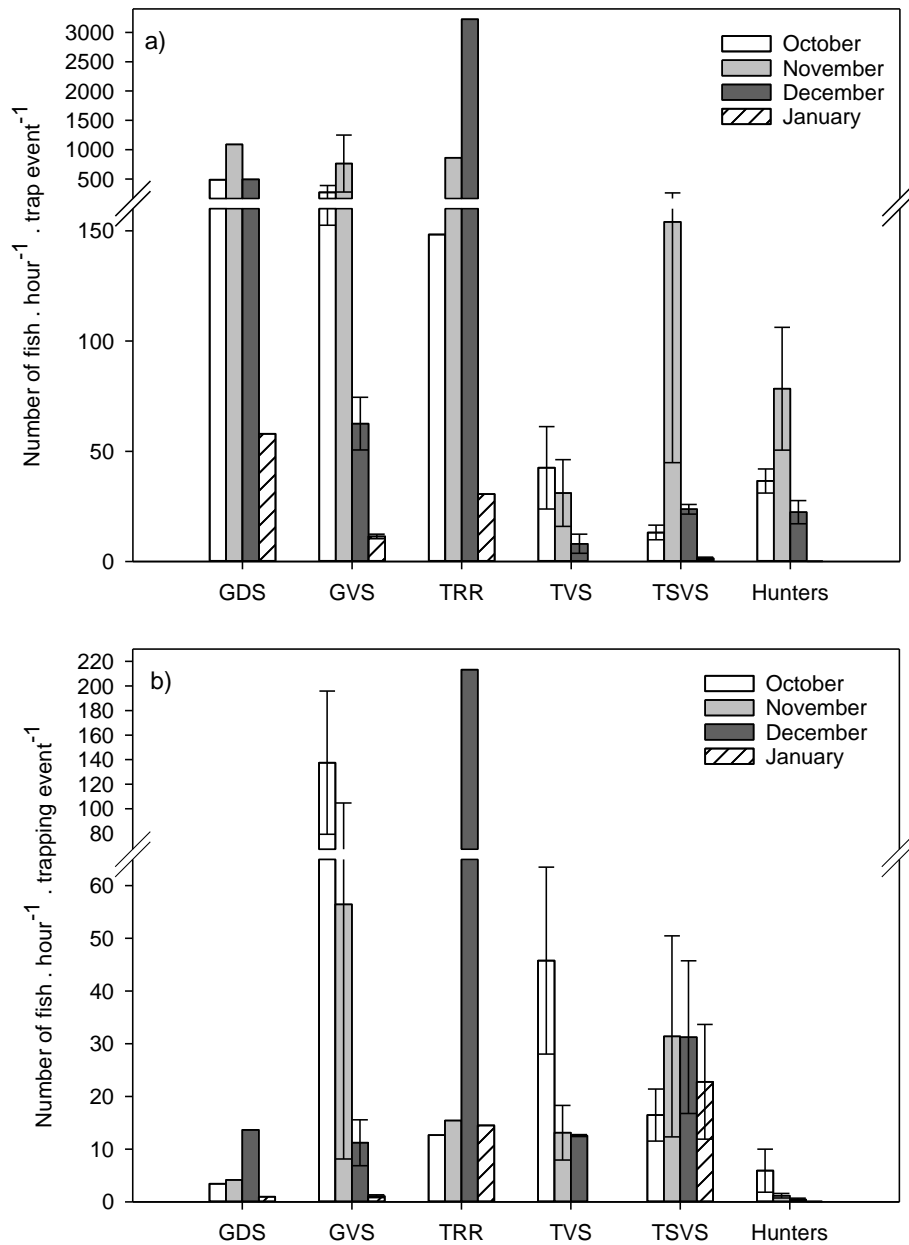 a)
3000
2500
2000
1500
1000
500
150
100
50
0
Number of fish . hour⁻¹ . trap event⁻¹
October
November
December
January
GDS GVS TRR TVS TSVS Hunters
b)
220
200
180
160
140
120
100
80
60
50
40
30
20
10
0
Number of fish . hour⁻¹ . trapping event⁻¹
October
November
December
January
GDS GVS TRR TVS TSVS Hunters